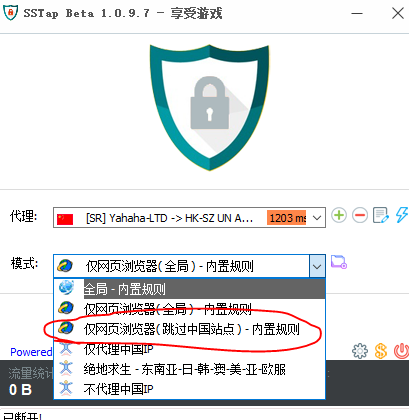 SSTap Beta 1.0.9.7 - 享受游戏
代理: [SR] Yahaha-LTD -> HK-SZ UN A... 1203 ms
模式: 仅网页浏览器(全局) - 内置规则
全局 - 内置规则
仅网页浏览器(全局) - 内置规则
仅网页浏览器(跳过中国站点) - 内置规则
Powered
仅代理中国IP
流量统计
绝地求生 - 东南亚-日-韩-澳-美-亚-欧服
0 B
不代理中国IP
已断开!